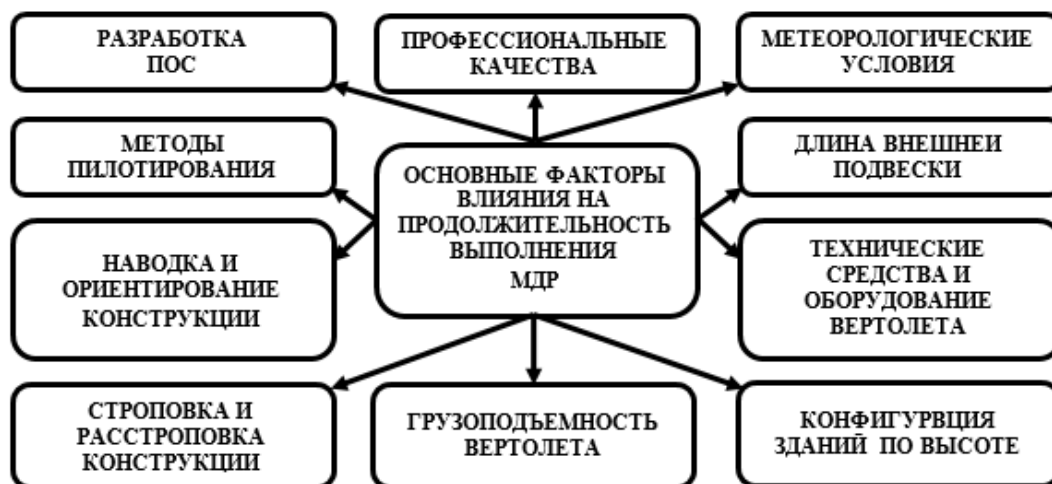 РАЗРАБОТКА
ПОС
ПРОФЕССИОНАЛЬНЫЕ
КАЧЕСТВА
МЕТЕОРОЛОГИЧЕСКИЕ
УСЛОВИЯ
МЕТОДЫ
ПИЛОТИРОВАНИЯ
ОСНОВНЫЕ ФАКТОРЫ
ВЛИЯНИЯ НА
ПРОДОЛЖИТЕЛЬНОСТЬ
ВЫПОЛНЕНИЯ
МДР
ДЛИНА ВНЕШНЕИ
ПОДВЕСКИ
НАВОДКА И
ОРИЕНТИРОВАНИЕ
КОНСТРУКЦИИ
ТЕХНИЧЕСКИЕ
СРЕДСТВА И
ОБОРУДОВАНИЕ
ВЕРТОЛЕТА
СТРОПОВКА И
РАССТРОПОВКА
КОНСТРУКЦИИ
ГРУЗОПОДЪЕМНОСТЬ
ВЕРТОЛЕТА
КОНФИГУРВЦИЯ
ЗДАНИЙ ПО ВЫСОТЕ